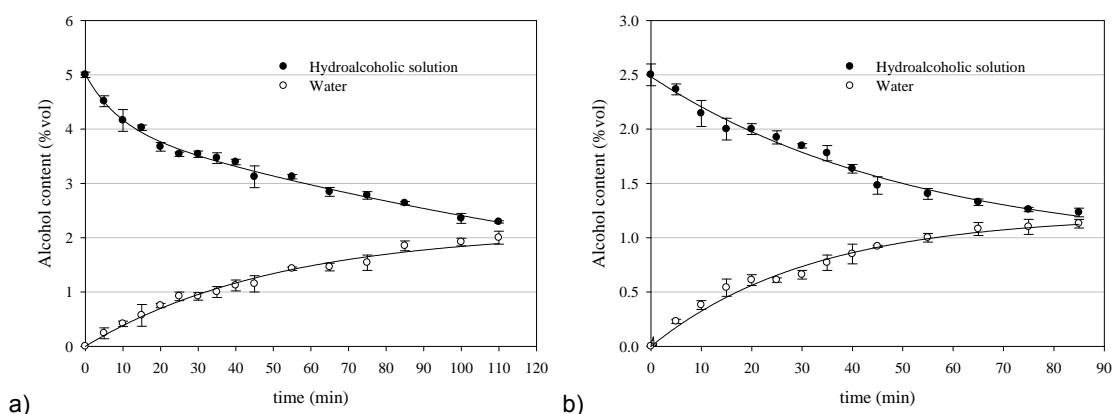 6
5
4
3
2
1
0
Alcohol content (%vol)
Hydroalcoholic solution
Water
0 10 20 30 40 50 60 70 80 90 100 110 120
time (min)
a)
3.0
2.5
2.0
1.5
1.0
0.5
0.0
Alcohol content (%vol)
Hydroalcoholic solution
Water
0 10 20 30 40 50 60 70 80 90
time (min)
b)